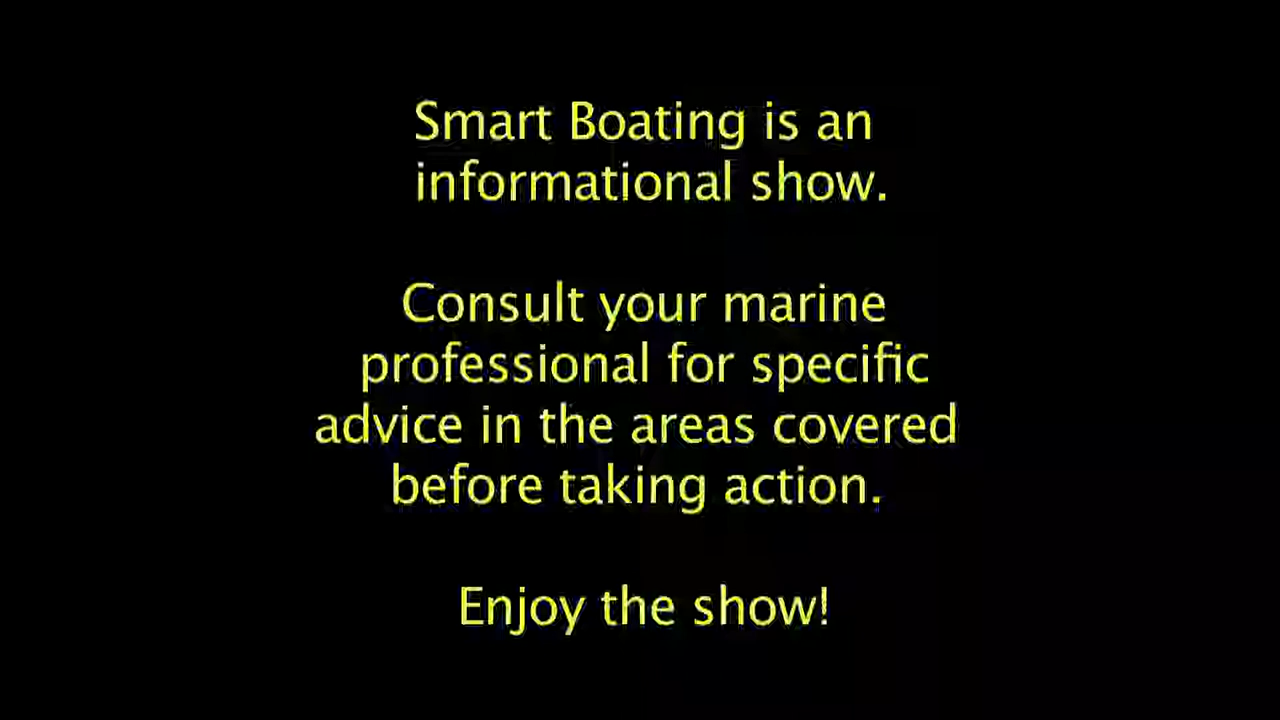 Smart Boating is an
informational show.
Consult your marine
professional for specific
advice in the areas covered
before taking action.
Enjoy the show!